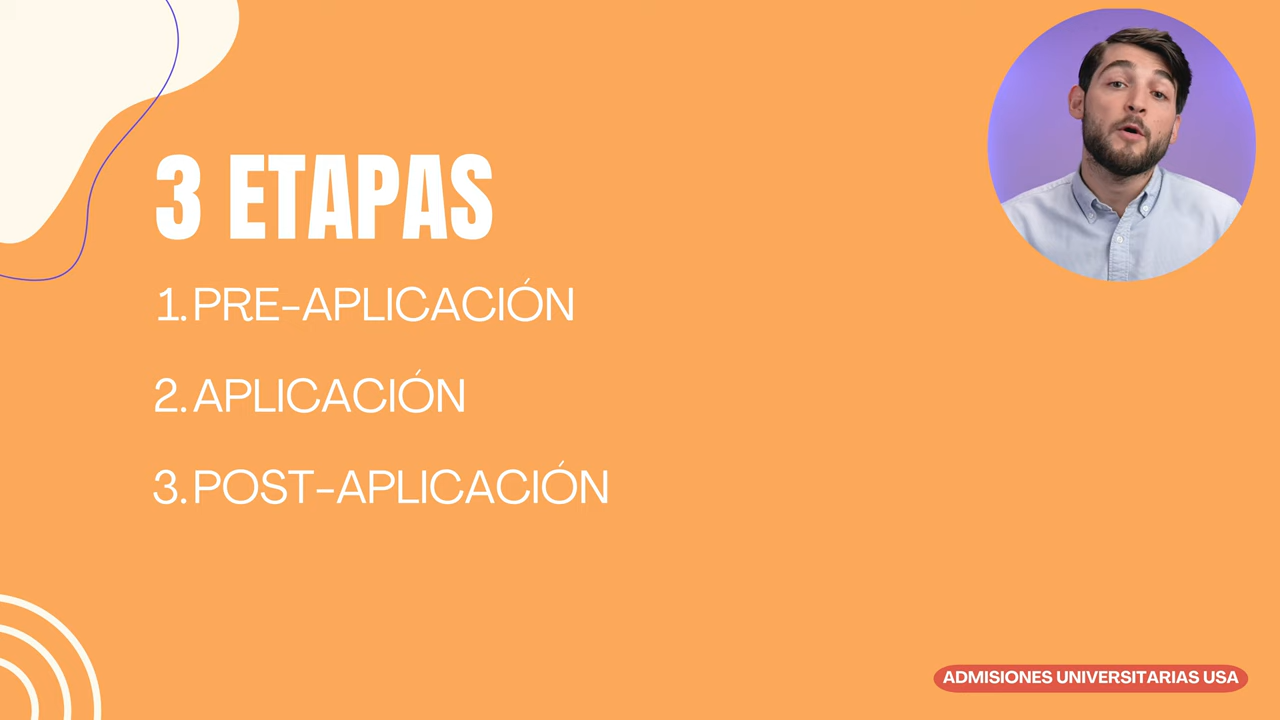 3 ETAPAS
1. PRE-APLICACIÓN
2. APLICACIÓN
3. POST-APLICACIÓN
ADMISIONES UNIVERSITARIAS USA